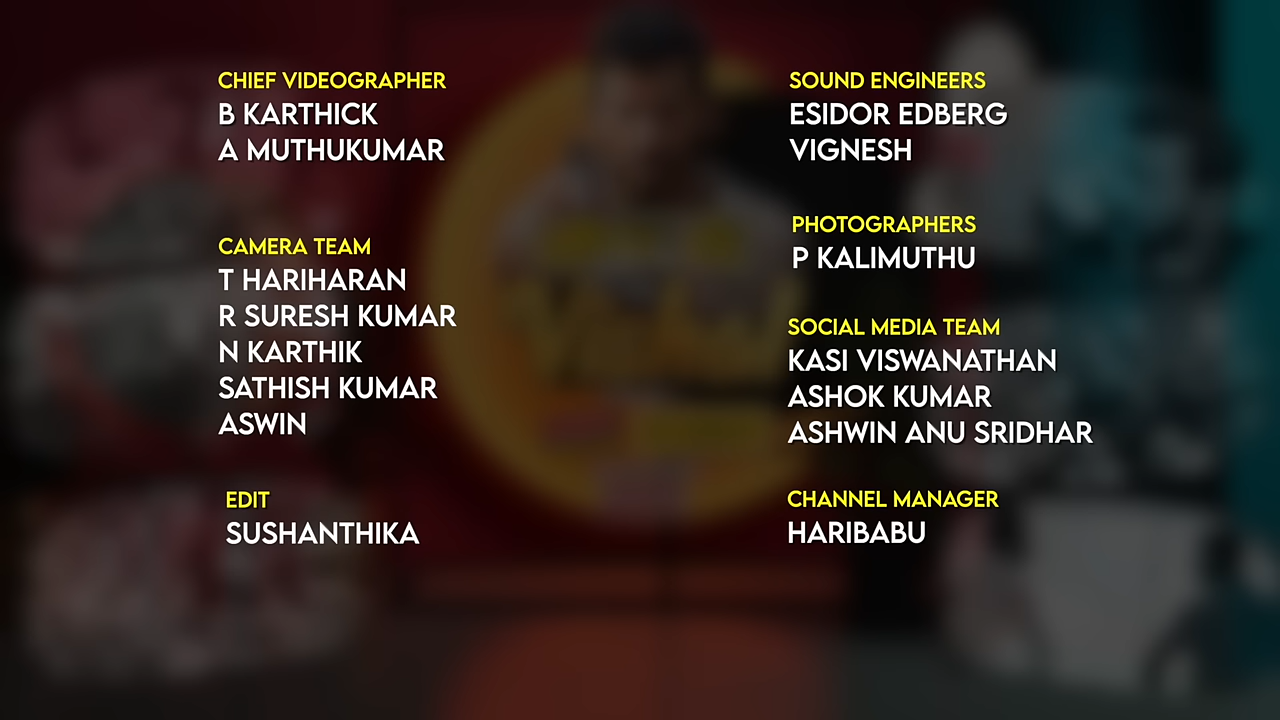 CHIEF VIDEOGRAPHER
B KARTHICK
A MUTHUKUMAR
CAMERA TEAM
T HARIHARAN
R SURESH KUMAR
N KARTHIK
SATHISH KUMAR
ASWIN
EDIT
SUSHANTHIKA
SOUND ENGINEERS
ESIDOR EDBERG
VIGNESH
PHOTOGRAPHERS
P KALIMUTHU
SOCIAL MEDIA TEAM
KASI VISWANATHAN
ASHOK KUMAR
ASHWIN ANU SRIDHAR
CHANNEL MANAGER
HARIBABU